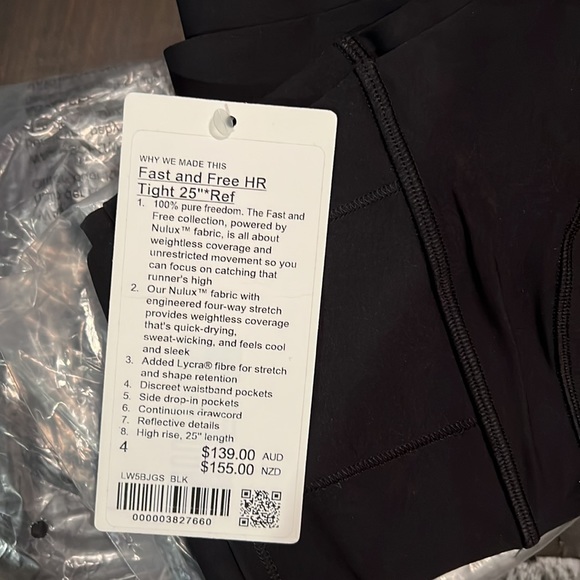 WHY WE MADE THIS
Fast and Free HR
Tight 25"*Ref
1. 100% pure freedom. The Fast and
Free collection, powered by
Nulux™ fabric, is all about
weightless coverage and
unrestricted movement so you
can focus on catching that
runner's high
2. Our Nulux™ fabric with
engineered four-way stretch
provides weightless coverage
that's quick-drying,
sweat-wicking, and feels cool
and sleek
3. Added Lycra® fibre for stretch
and shape retention
4. Discreet waistband pockets
5. Side drop-in pockets
6. Continuous drawcord
7. Reflective details
8. High rise, 25" length
4 $139.00 AUD
$155.00 NZD
LW5BJGS BLK
000003827660